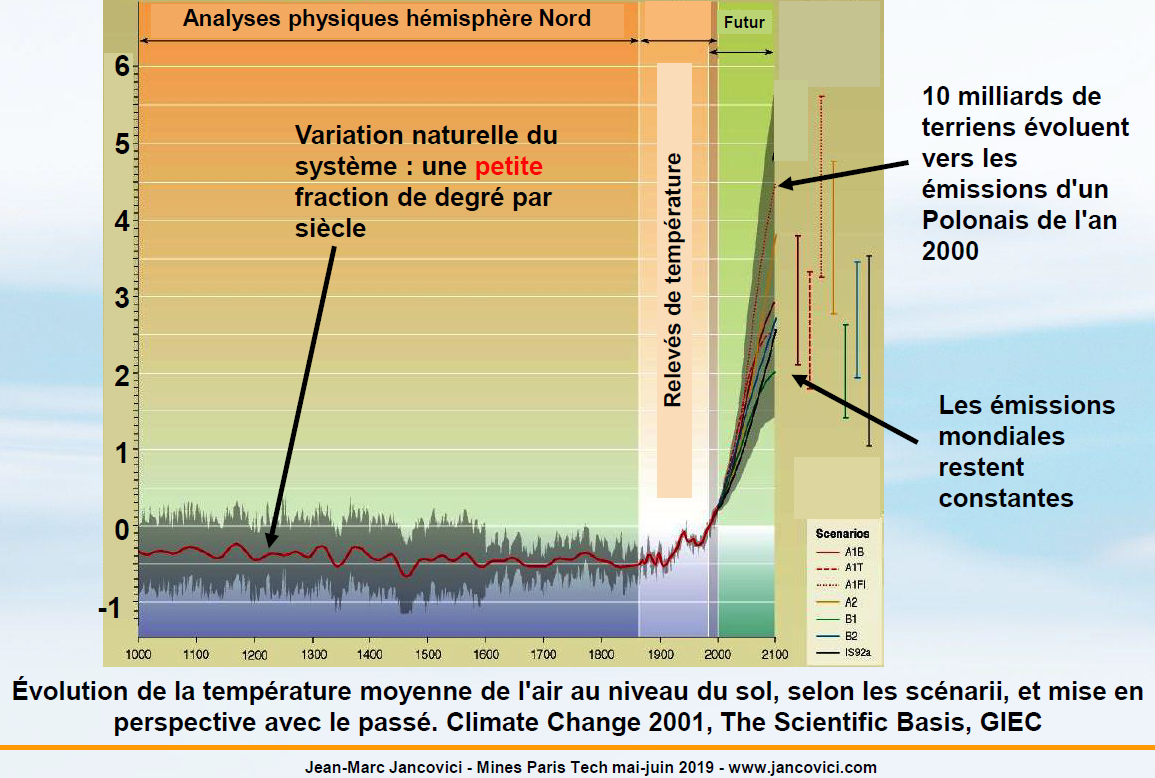 Analyses physiques hémisphère Nord
Futur
6
5
4
3
2
1
0
-1
Variation naturelle du
système : une petite
fraction de degré par
siècle
Relevés de température
10 milliards de
terriens évoluent
vers les
émissions d'un
Polonais de l'an
2000
Les émissions
mondiales
restent
constantes
Scenarios
A1B
A1T
A1FI
A2
B1
B2
IS92a
1000 1100 1200 1300 1400 1500 1600 1700 1800 1900 2000 2100
Évolution de la température moyenne de l'air au niveau du sol, selon les scénarii, et mise en
perspective avec le passé. Climate Change 2001, The Scientific Basis, GIEC
Jean-Marc Jancovici - Mines Paris Tech mai-juin 2019 - www.jancovici.com